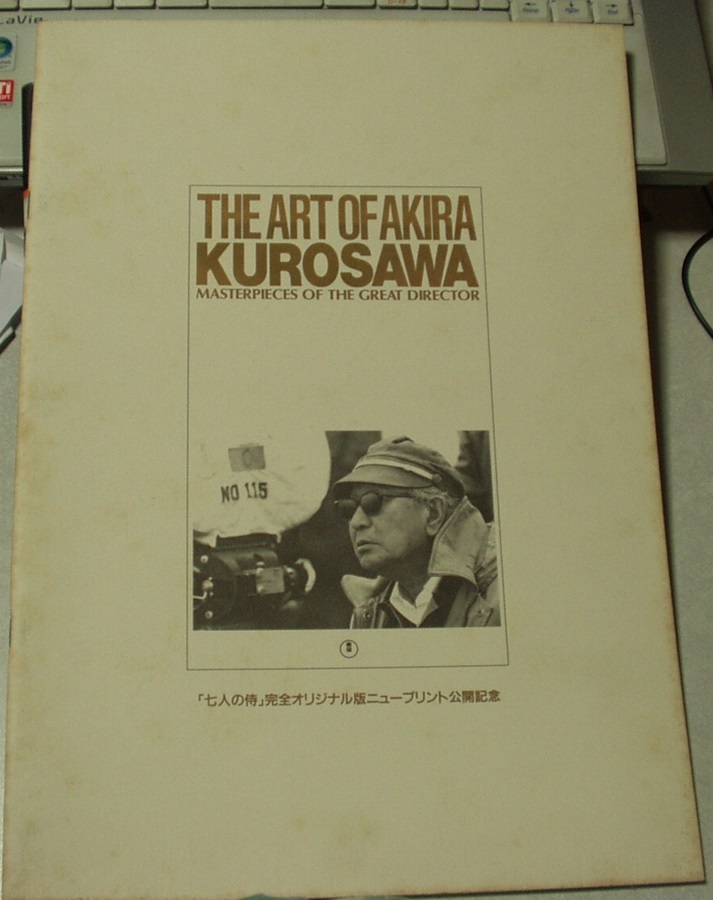 LaVie
THE ART OF AKIRA
KUROSAWA
MASTERPIECES OF THE GREAT DIRECTOR
NO 115
「七人の侍」完全オリジナル版ニュープリント公開記念